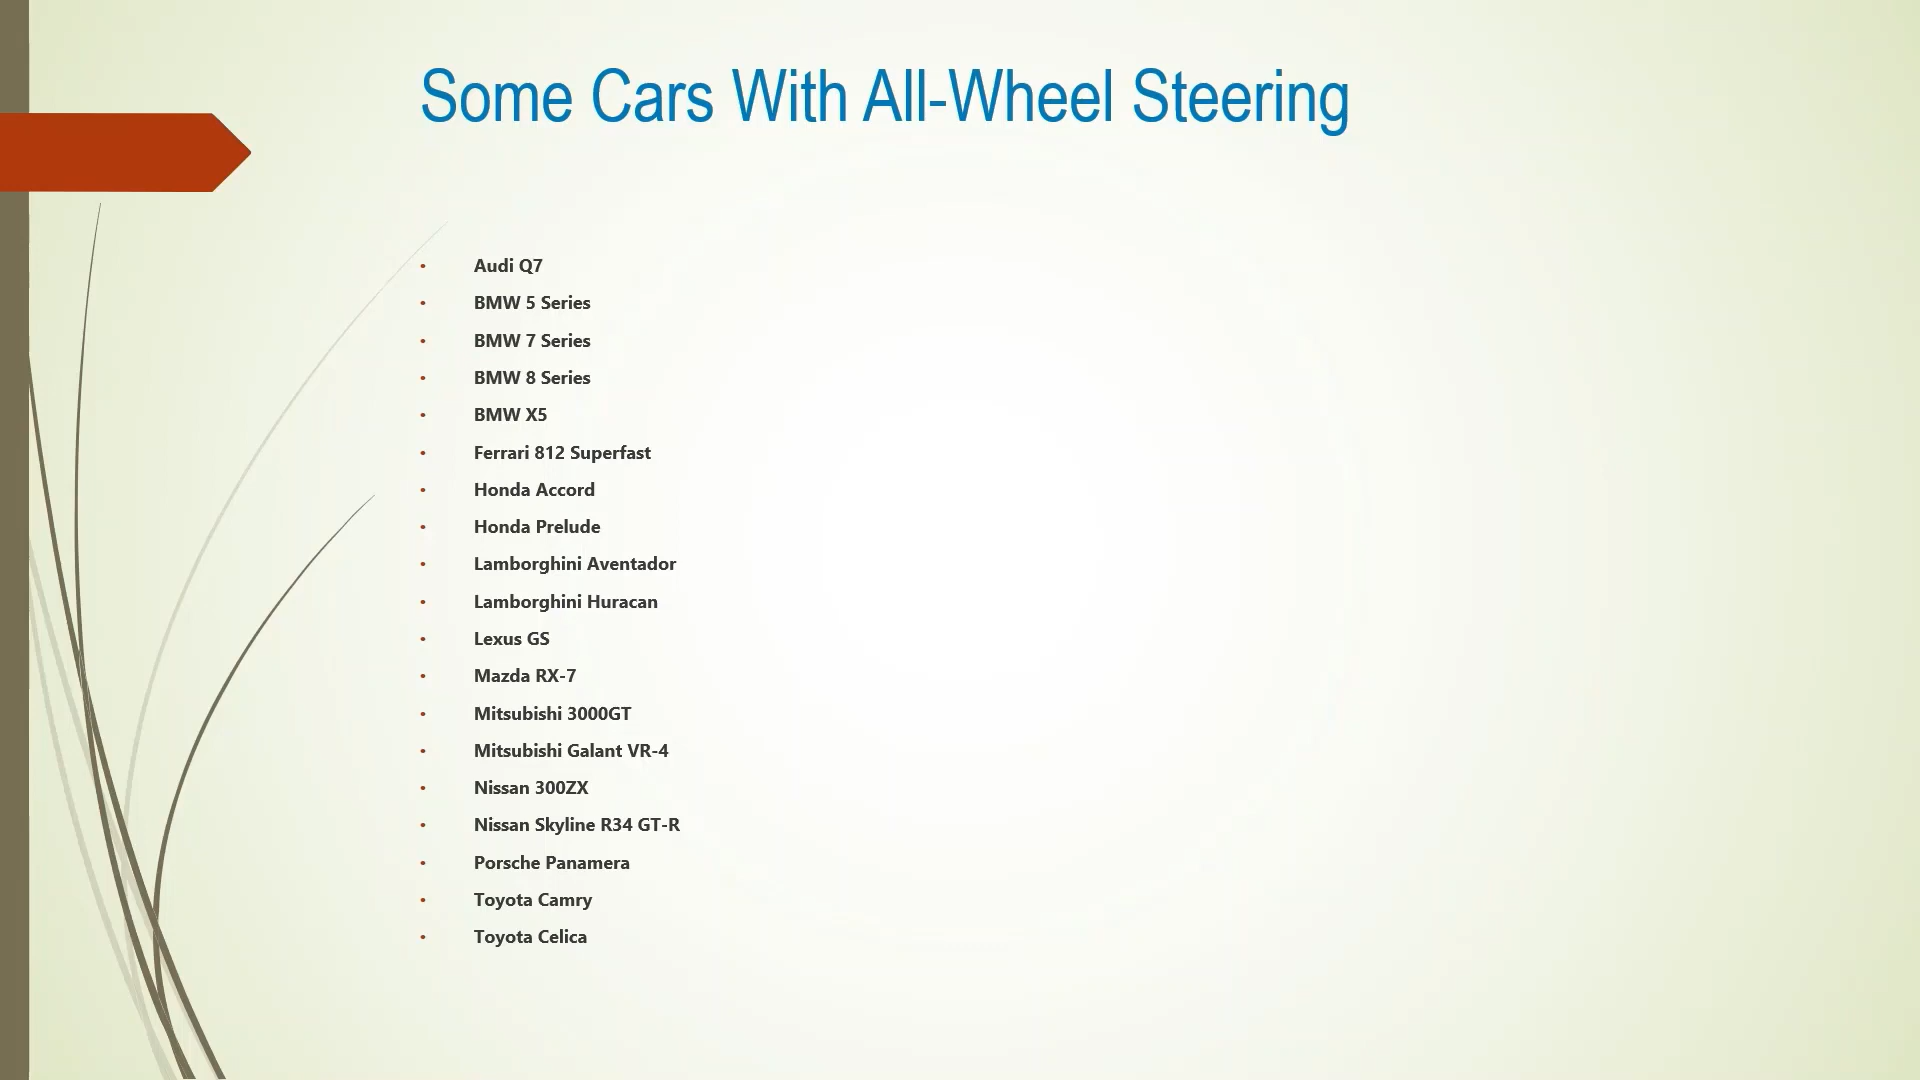 Some Cars With All-Wheel Steering
• Audi Q7
• BMW 5 Series
• BMW 7 Series
• BMW 8 Series
• BMW X5
• Ferrari 812 Superfast
• Honda Accord
• Honda Prelude
• Lamborghini Aventador
• Lamborghini Huracan
• Lexus GS
• Mazda RX-7
• Mitsubishi 3000GT
• Mitsubishi Galant VR-4
• Nissan 300ZX
• Nissan Skyline R34 GT-R
• Porsche Panamera
• Toyota Camry
• Toyota Celica